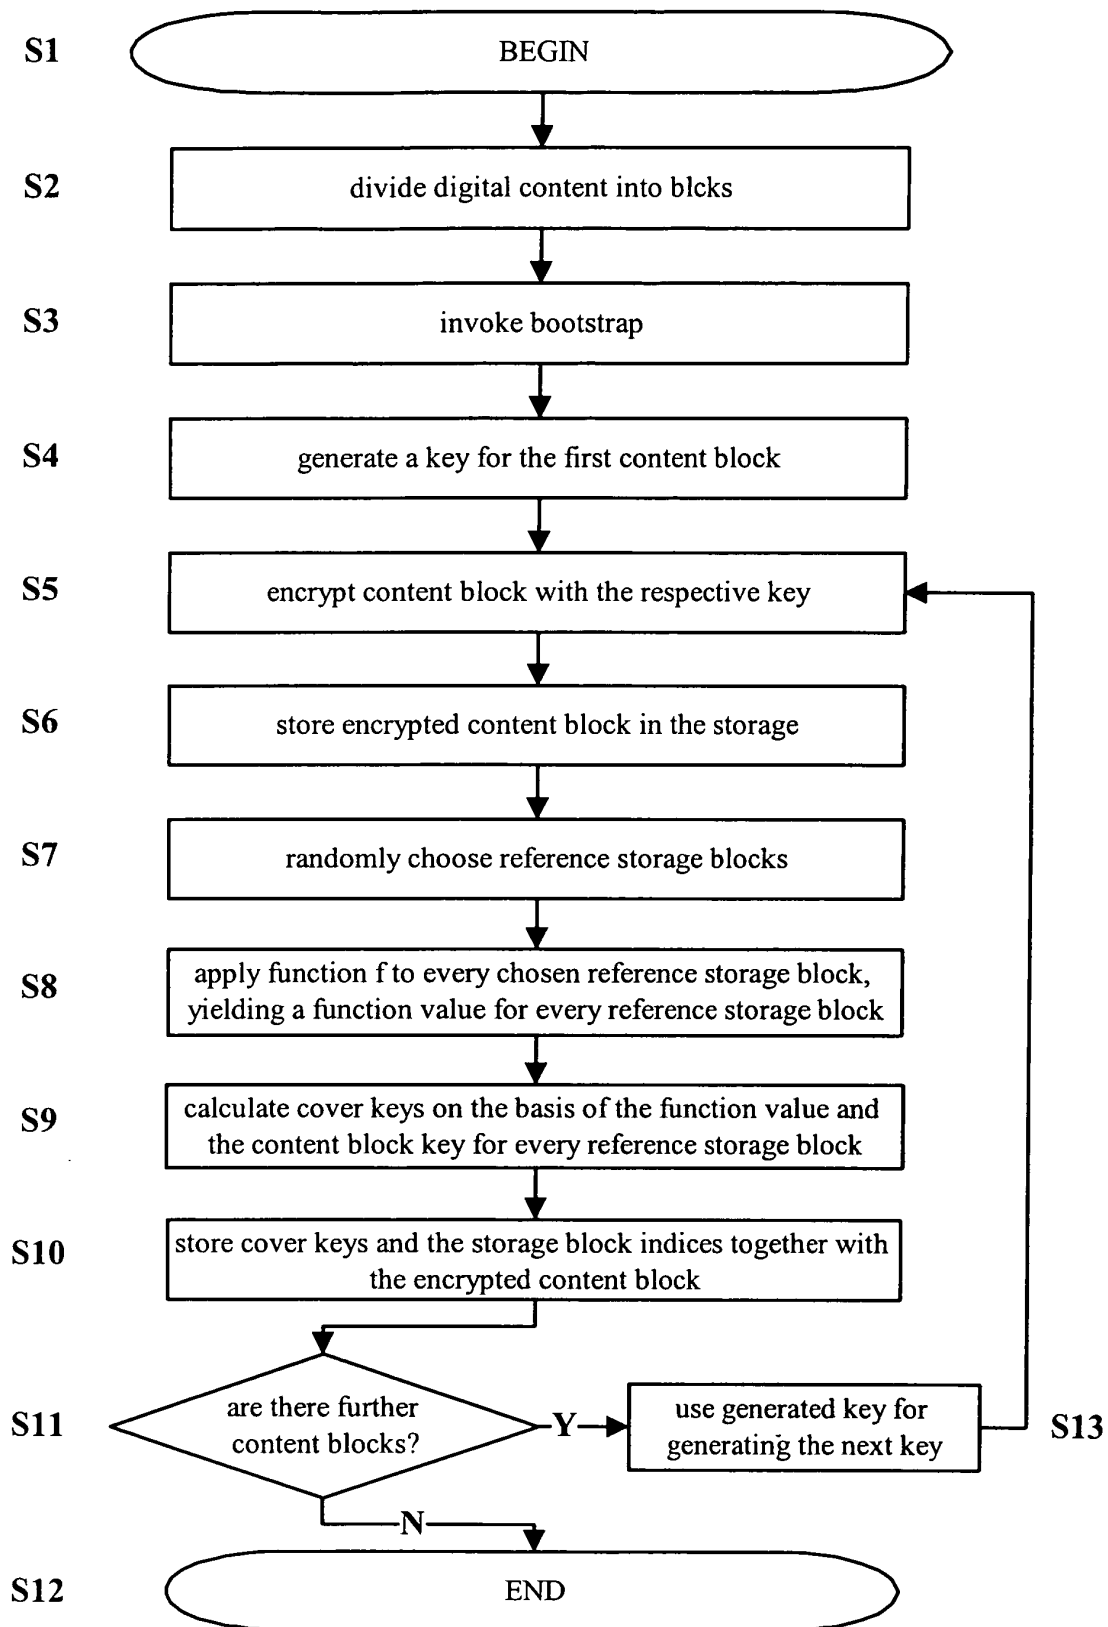 S1
BEGIN
S2
divide digital content into blcks
S3
invoke bootstrap
S4
generate a key for the first content block
S5
encrypt content block with the respective key
S6
store encrypted content block in the storage
S7
randomly choose reference storage blocks
S8
apply function f to every chosen reference storage block,
yielding a function value for every reference storage block
S9
calculate cover keys on the basis of the function value and
the content block key for every reference storage block
S10
store cover keys and the storage block indices together with
the encrypted content block
S11
are there further
content blocks?
Y
use generated key for
generating the next key
S13
N
S12
END